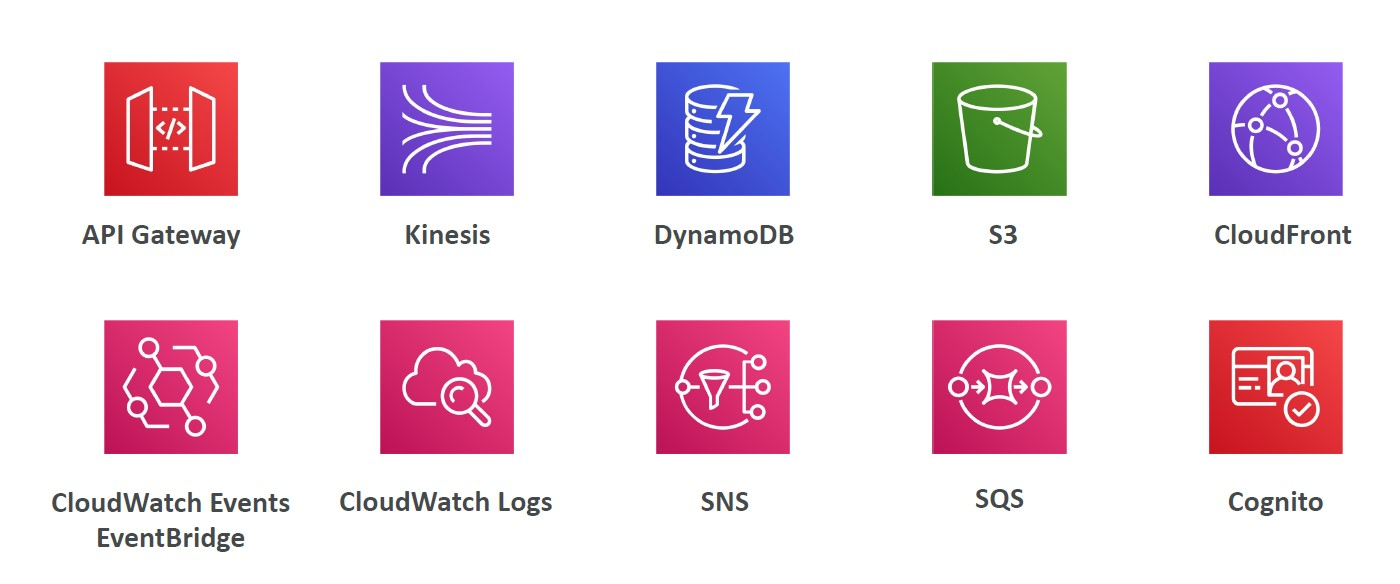 API Gateway
Kinesis
DynamoDB
S3
CloudFront
CloudWatch Events
EventBridge
CloudWatch Logs
SNS
SQS
Cognito